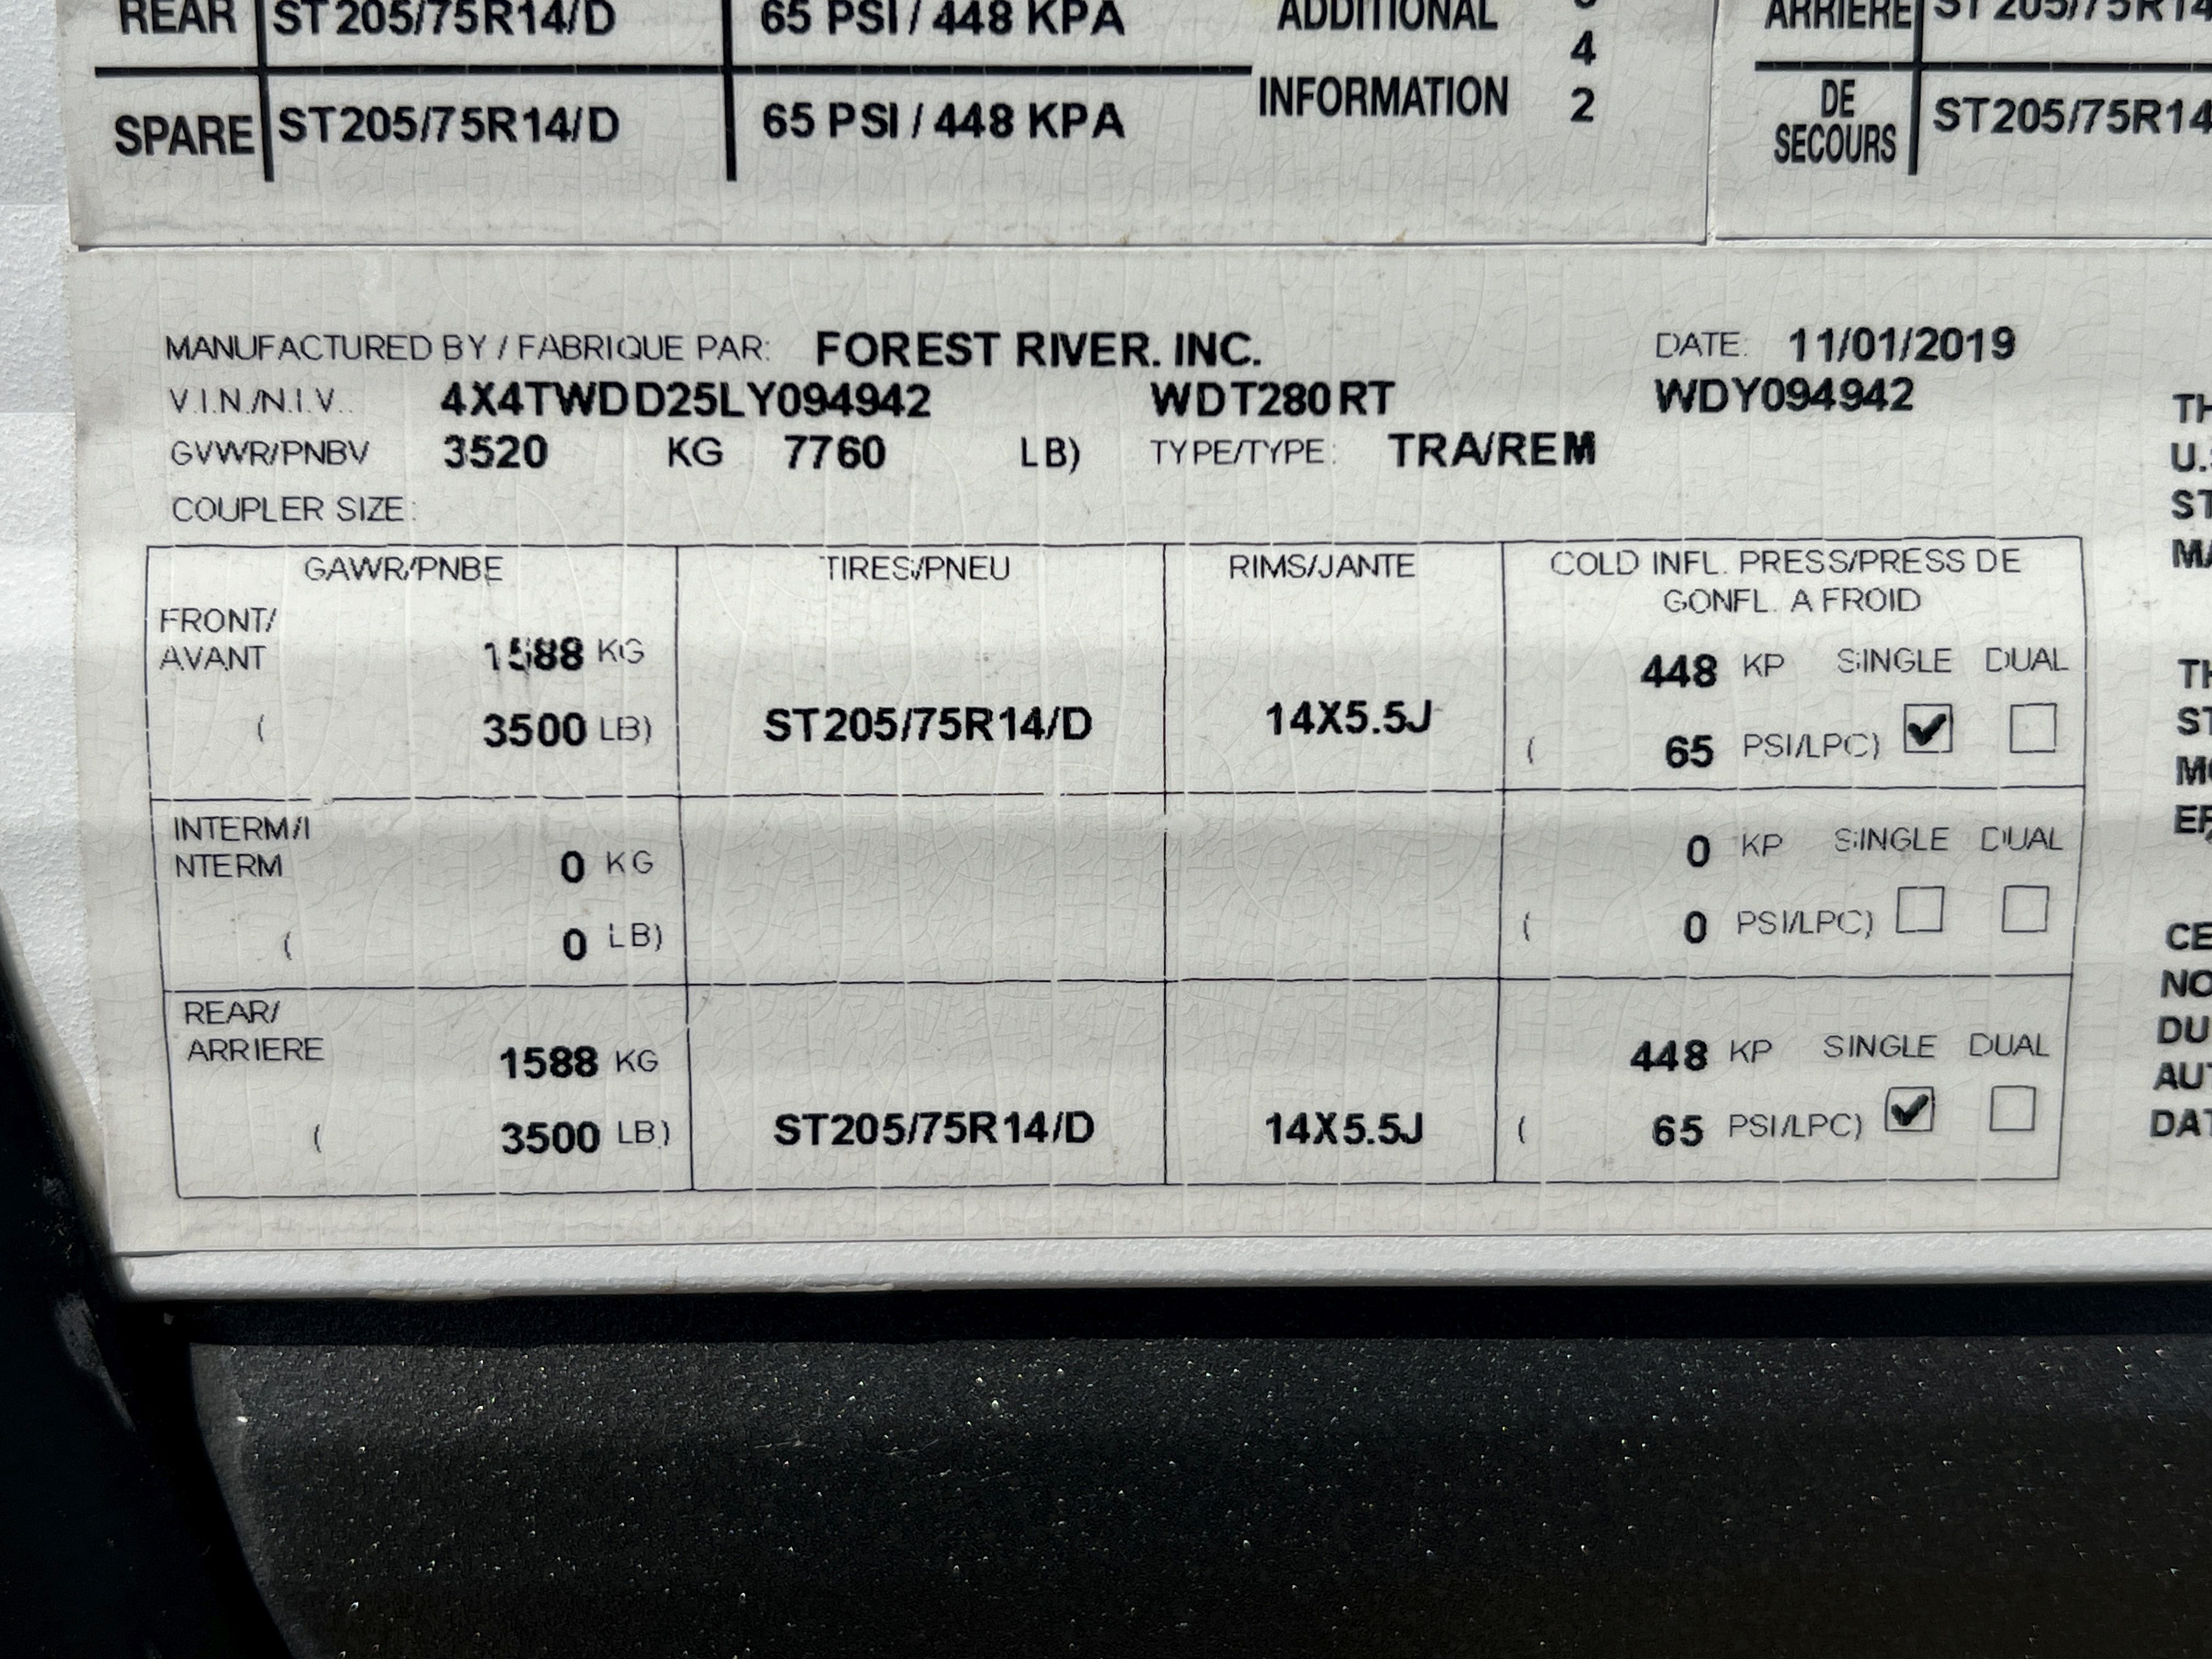 REAR ST205/75R14/D 65 PSI / 448 KPA
SPARE ST205/75R14/D 65 PSI / 448 KPA
ADDITIONAL
INFORMATION
4
2
ARRIERE ST205/75R14
DE
SECOURS
ST205/75R14
MANUFACTURED BY / FABRIQUE PAR: FOREST RIVER. INC. DATE: 11/01/2019
V.I.N./N.I.V.: 4X4TWDD25LY094942 WDT280RT WDY094942
GVWR/PNBV 3520 KG 7760 LB) TYPE/TYPE: TRA/REM
COUPLER SIZE:
GAWR/PNBE TIRES/PNEU RIMS/JANTE COLD INFL. PRESS/PRESS DE
GONFL. A FROID
FRONT/
AVANT 1588 KG 448 KP SINGLE DUAL
( 3500 LB) ST205/75R14/D 14X5.5J ( 65 PSI/LPC) ✔
INTERM/I
NTERM 0 KG 0 KP SINGLE DUAL
( 0 LB) ( 0 PSI/LPC)
REAR/
ARRIERE 1588 KG 448 KP SINGLE DUAL
( 3500 LB) ST205/75R14/D 14X5.5J ( 65 PSI/LPC) ✔